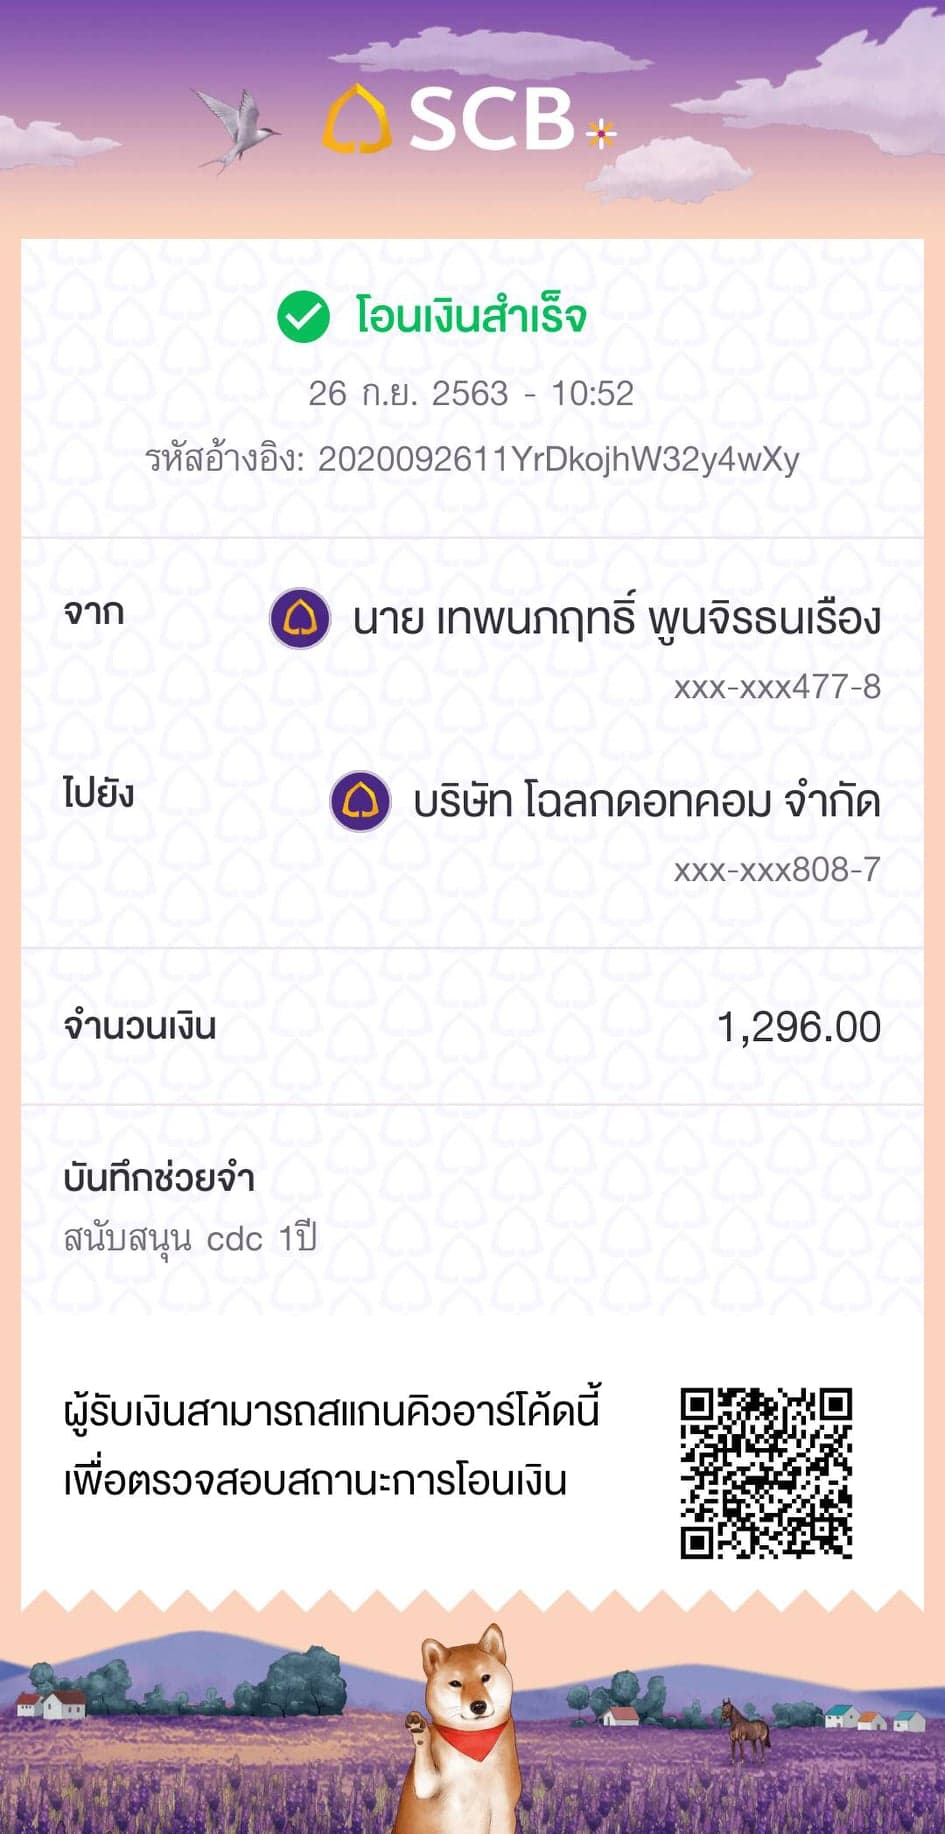 SCB
โอนเงินสำเร็จ
26 ก.ย. 2563 - 10:52
รหัสอ้างอิง: 2020092611YrDkojhW32y4wXy
จาก
นาย เทพนภฤทธิ์ พูนจิรธนเรือง
xxx-xxx477-8
ไปยัง
บริษัท โฉลกดอทคอม จำกัด
xxx-xxx808-7
จำนวนเงิน 1,296.00
บันทึกช่วยจำ
สนับสนุน cdc 1ปี
ผู้รับเงินสามารถสแกนคิวอาร์โค้ดนี้
เพื่อตรวจสอบสถานะการโอนเงิน